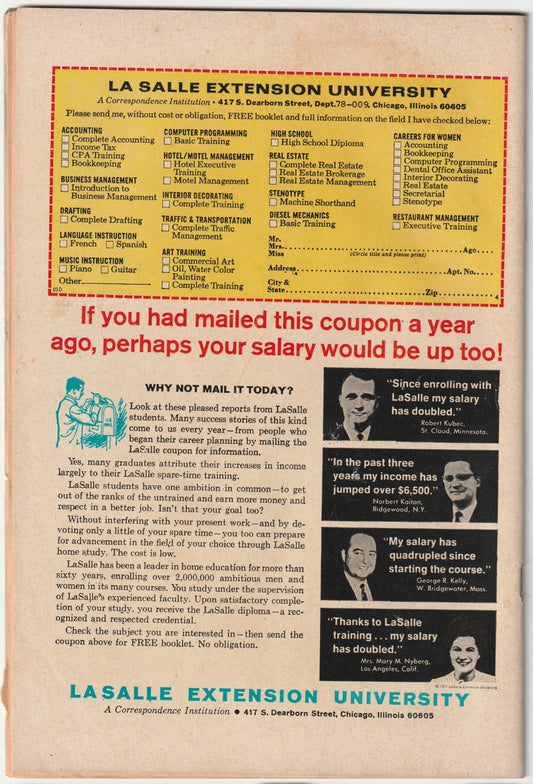 LA SALLE EXTENSION UNIVERSITY
A Correspondence Institution • 417 S. Dearborn Street, Dept. 78-009, Chicago, Illinois 60605
Please send me, without cost or obligation, FREE booklet and full information on the field I have checked below:
ACCOUNTING
Complete Accounting
Income Tax
CPA Training
Bookkeeping
BUSINESS MANAGEMENT
Introduction to
Business Management
DRAFTING
Complete Drafting
LANGUAGE INSTRUCTION
French Spanish
MUSIC INSTRUCTION
Piano Guitar
Other
COMPUTER PROGRAMMING
Basic Training
HOTEL/MOTEL MANAGEMENT
Hotel Executive
Training
Motel Management
INTERIOR DECORATING
Complete Training
TRAFFIC & TRANSPORTATION
Complete Traffic
Management
ART TRAINING
Commercial Art
Oil, Water Color
Painting
Complete Training
HIGH SCHOOL
High School Diploma
REAL ESTATE
Complete Real Estate
Real Estate Brokerage
Real Estate Management
STENOTYPE
Machine Shorthand
DIESEL MECHANICS
Basic Training
CAREERS FOR WOMEN
Accounting
Bookkeeping
Computer Programming
Dental Office Assistant
Interior Decorating
Real Estate
Secretarial
Stenotype
RESTAURANT MANAGEMENT
Executive Training
Mr.
Mrs. Age
Miss (Circle title and please print)
Address Apt. No.
City &
State Zip
If you had mailed this coupon a year
ago, perhaps your salary would be up too!
WHY NOT MAIL IT TODAY?
Look at these pleased reports from LaSalle
students. Many success stories of this kind
come to us every year—from people who
began their career planning by mailing the
LaSalle coupon for information.
Yes, many graduates attribute their increases in income
largely to their LaSalle spare-time training.
LaSalle students have one ambition in common—to get
out of the ranks of the untrained and earn more money and
respect in a better job. Isn't that your goal too?
Without interfering with your present work—and by de-
voting only a little of your spare time—you too can prepare
for advancement in the field of your choice through LaSalle
home study. The cost is low.
LaSalle has been a leader in home education for more than
sixty years, enrolling over 2,000,000 ambitious men and
women in its many courses. You study under the supervision
of LaSalle's experienced faculty. Upon satisfactory comple-
tion of your study, you receive the LaSalle diploma—a rec-
ognized and respected credential.
Check the subject you are interested in—then send the
coupon above for FREE booklet. No obligation.
"Since enrolling with
LaSalle my salary
has doubled."
Robert Kubec,
St. Cloud, Minnesota.
"In the past three
years my income has
jumped over $6,500."
Norbert Kaitan,
Ridgewood, N.Y.
"My salary has
quadrupled since
starting the course."
George R. Kelly,
W. Bridgewater, Mass.
"Thanks to LaSalle
training . . . my salary
has doubled."
Mrs. Mary M. Nyberg,
Los Angeles, Calif.
© 1971 LaSalle Extension University
LASALLE EXTENSION UNIVERSITY
A Correspondence Institution • 417 S. Dearborn Street, Chicago, Illinois 60605